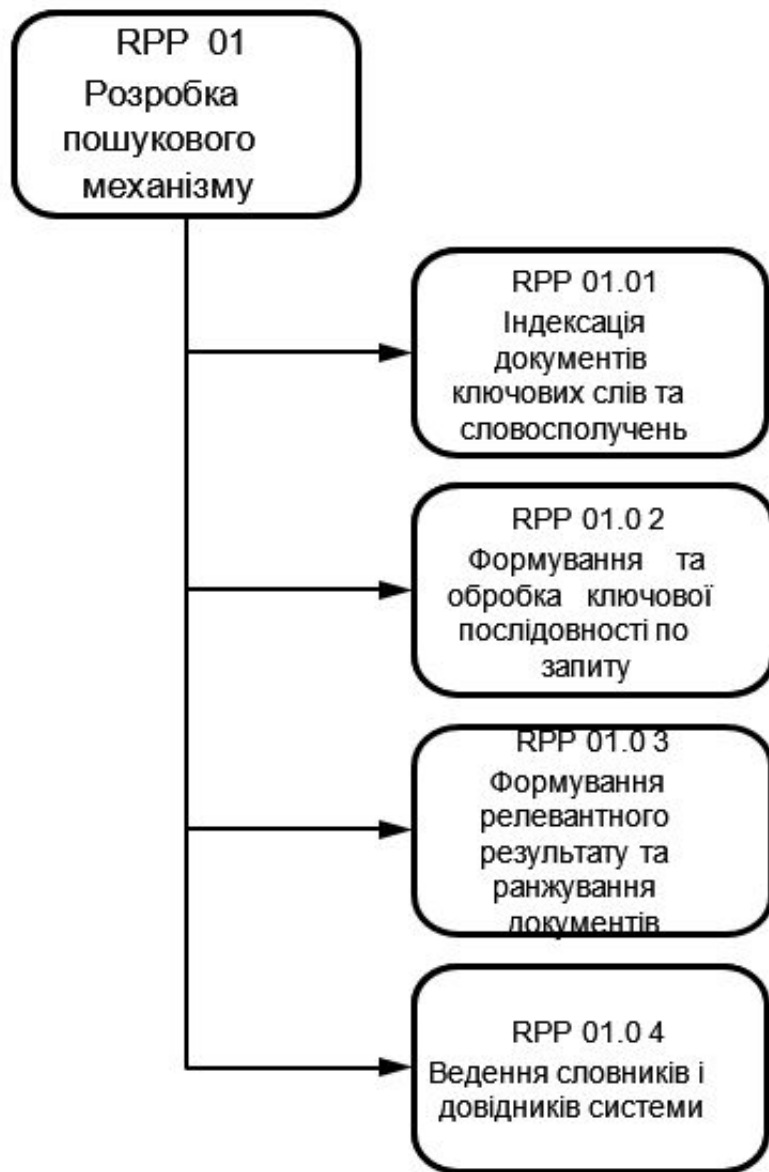 RPP 01
Розробка
пошукового
механізму
RPP 01.01
Індексація
документів
ключових слів та
словосполучень
RPP 01.0 2
Формування та
обробка ключової
послідовності по
запиту
RPP 01.0 3
Формування
релевантного
результату та
ранжування
документів
RPP 01.0 4
Ведення словників і
довідників системи